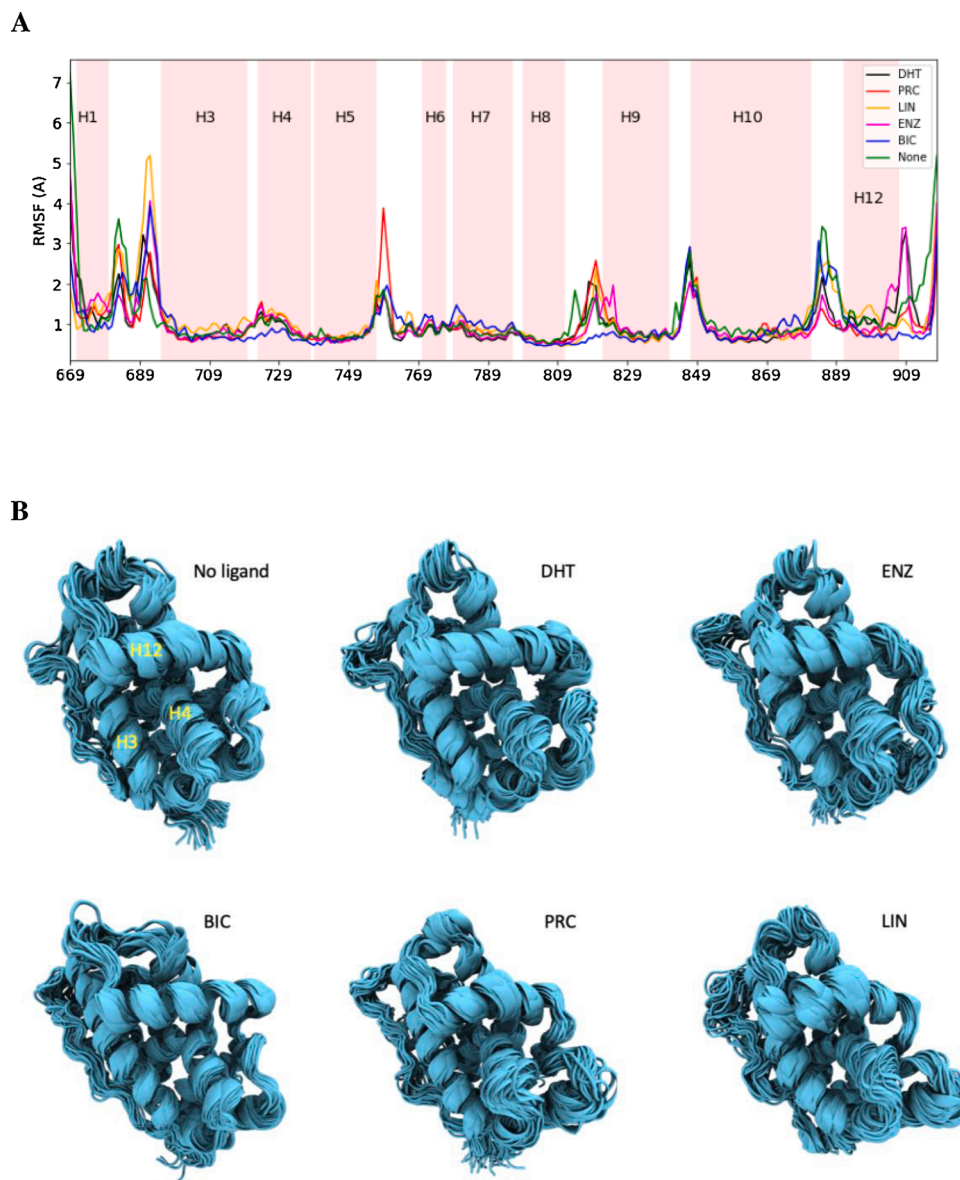 A
7
6
5
4
3
2
1
RMSF (A)
H1
H3
H4
H5
H6
H7
H8
H9
H10
H12
DHT
PRC
LIN
ENZ
BIC
None
669 689 709 729 749 769 789 809 829 849 869 889 909
B
No ligand
DHT
ENZ
H12
H4
H3
BIC
PRC
LIN